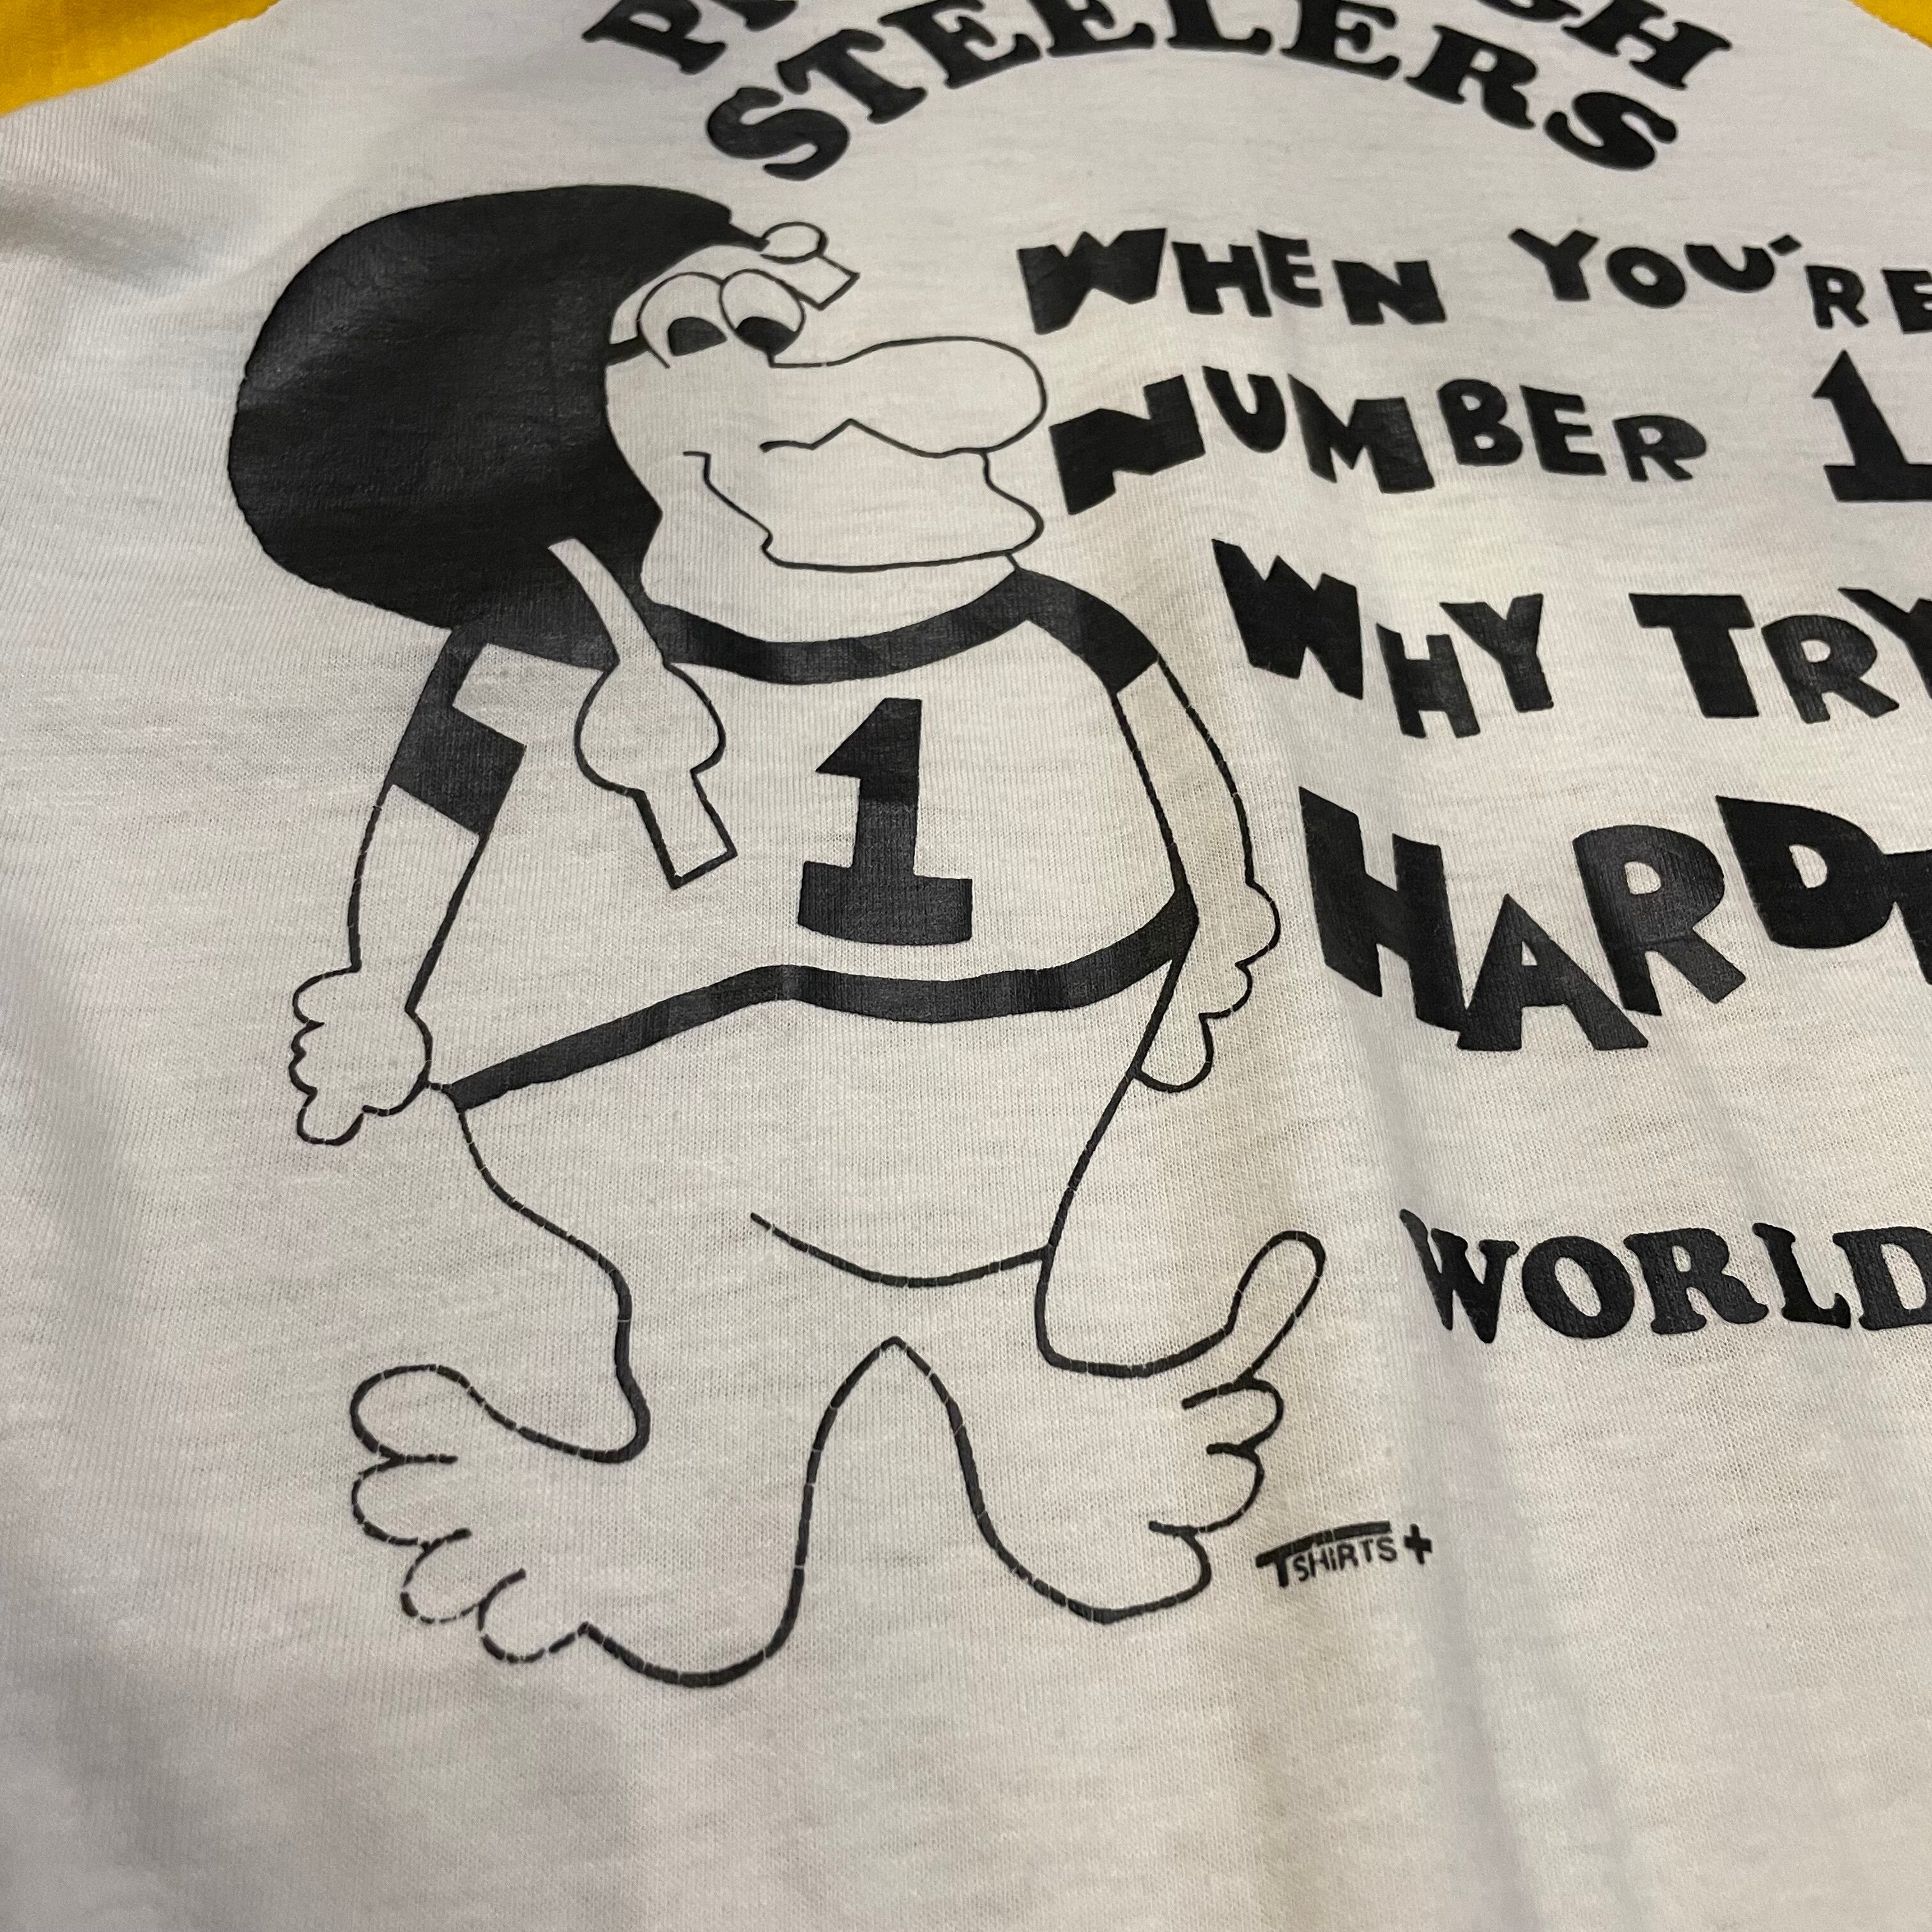 STEELERS
WHEN YOU'RE
NUMBER 1
WHY TRY
1
WORLD
TSHIRTS+